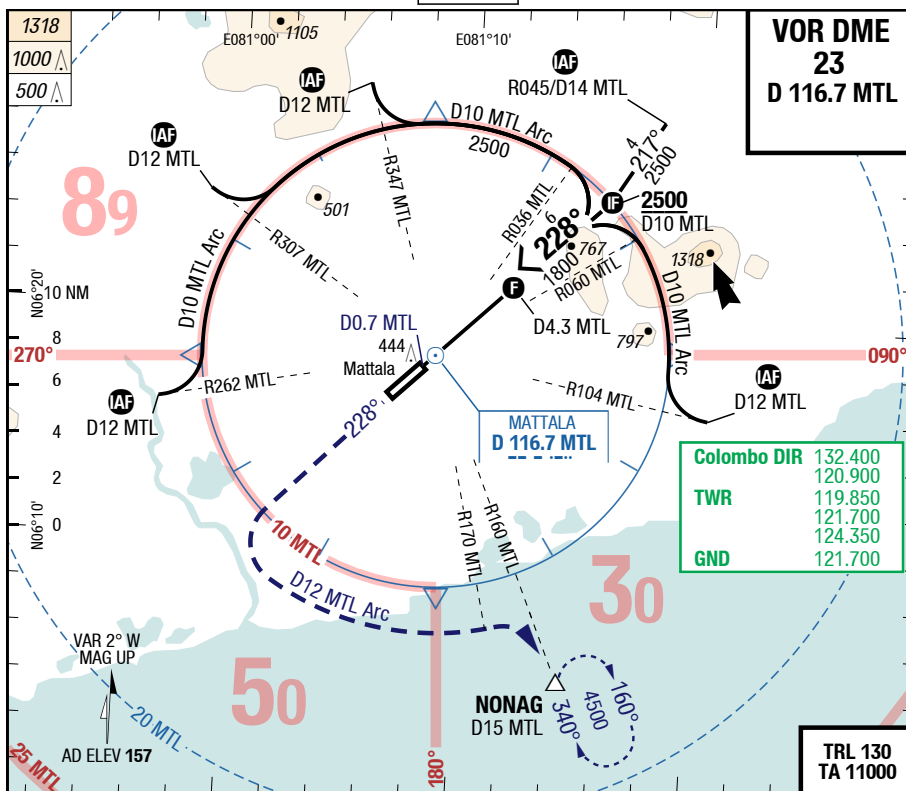 1318
1000
500
E081°00'
1105
E081°10'
VOR DME
23
D 116.7 MTL
IAF
D12 MTL
IAF
R045/D14 MTL
IAF
D12 MTL
D10 MTL Arc
2500
4
217°
2500
89
R347 MTL
501
R307 MTL
R036 MTL
6
228°
1800
767
R060 MTL
IF
2500
D10 MTL
1318
D10 MTL Arc
D10 MTL Arc
N06°20'
10 NM
F
D4.3 MTL
797
D0.7 MTL
444
Mattala
8
270°
090°
6
R262 MTL
IAF
D12 MTL
R104 MTL
IAF
D12 MTL
228°
MATTALA
D 116.7 MTL
4
2
0
N06°10'
Colombo DIR 132.400
120.900
TWR 119.850
121.700
124.350
GND 121.700
R170 MTL
R160 MTL
10 MTL
D12 MTL Arc
30
50
VAR 2° W
MAG UP
20 MTL
AD ELEV 157
25 MTL
180°
NONAG
D15 MTL
340°
4500
160°
TRL 130
TA 11000